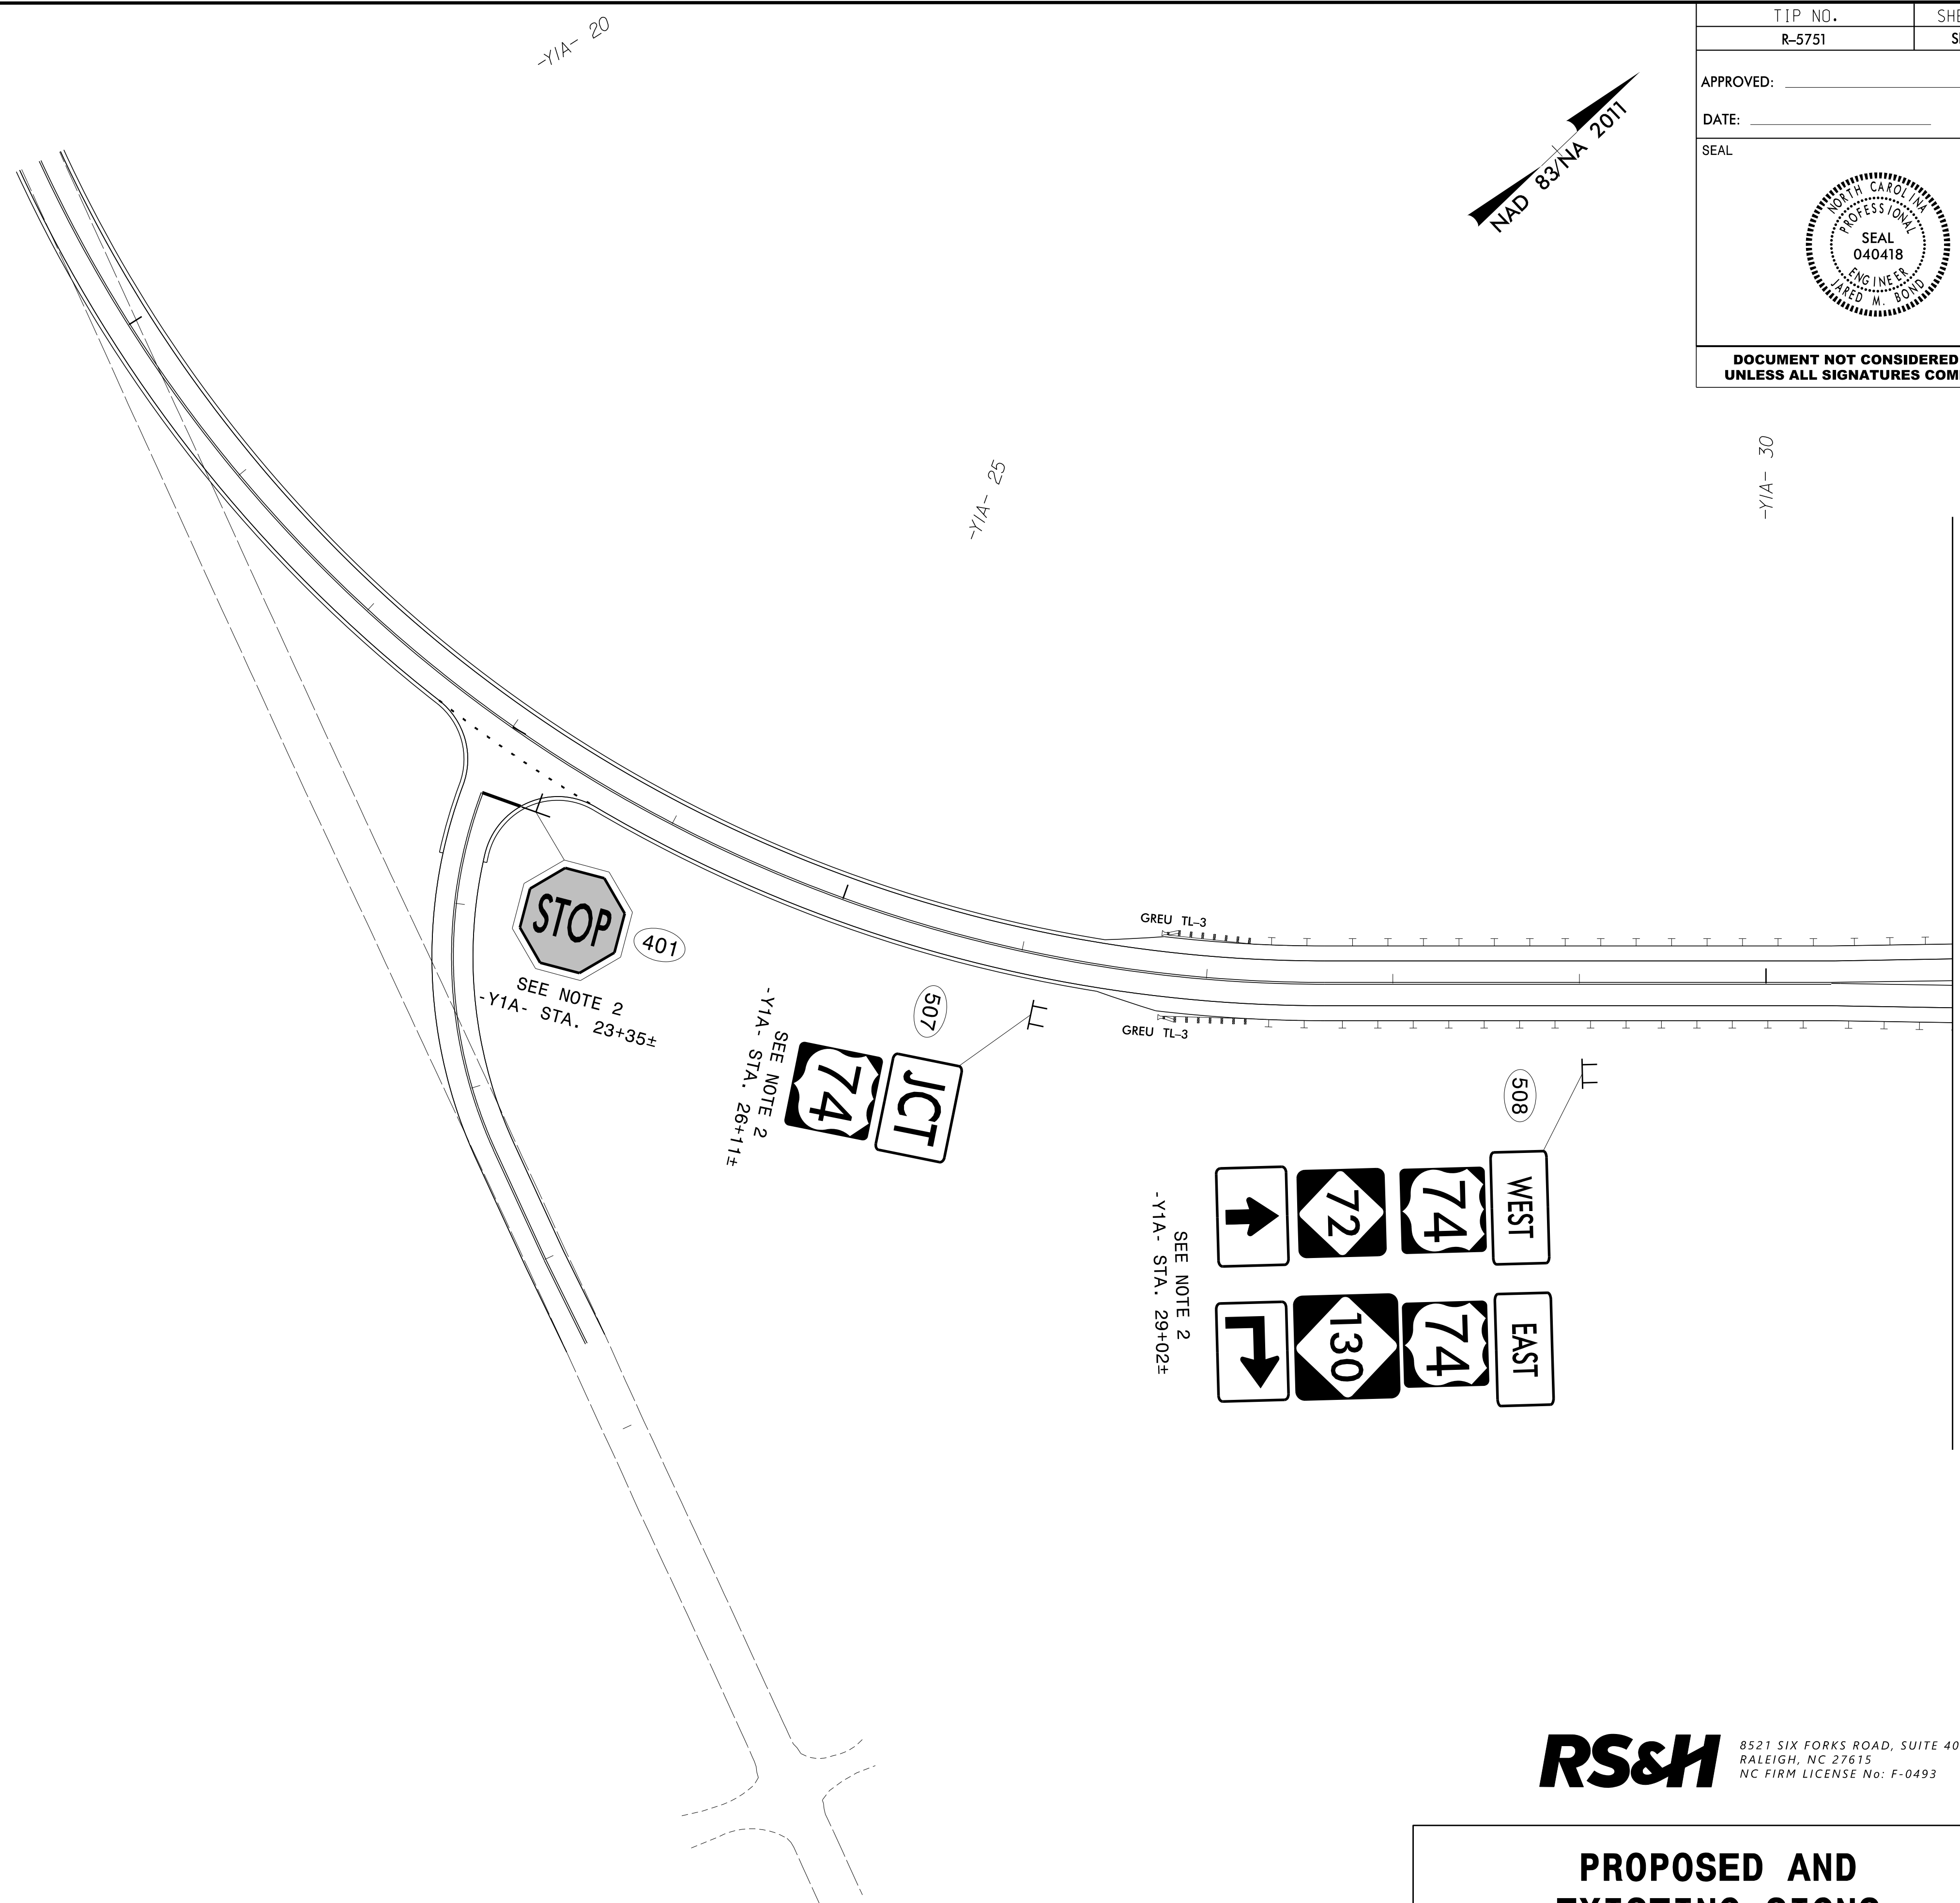 TIP NO.
R–5751
APPROVED:
DATE:
SEAL
NORTH CAROLINA
PROFESSIONAL
SEAL
040418
ENGINEER
JARED M. BOND
DOCUMENT NOT CONSIDERED
UNLESS ALL SIGNATURES
-Y1A- 20
NAD 83/NA 2011
-Y1A- 25
-Y1A- 30
STOP
401
SEE NOTE 2
-Y1A- STA. 23+35±
507
JCT
74
SEE NOTE 2
-Y1A- STA. 26+11±
GREU TL–3
GREU TL–3
508
WEST
74
72
EAST
74
130
SEE NOTE 2
-Y1A- STA. 29+02±
RS&H
8521 SIX FORKS ROAD, SUITE 40
RALEIGH, NC 27615
NC FIRM LICENSE No: F-0493
PROPOSED AND
EXISTING SIGNS